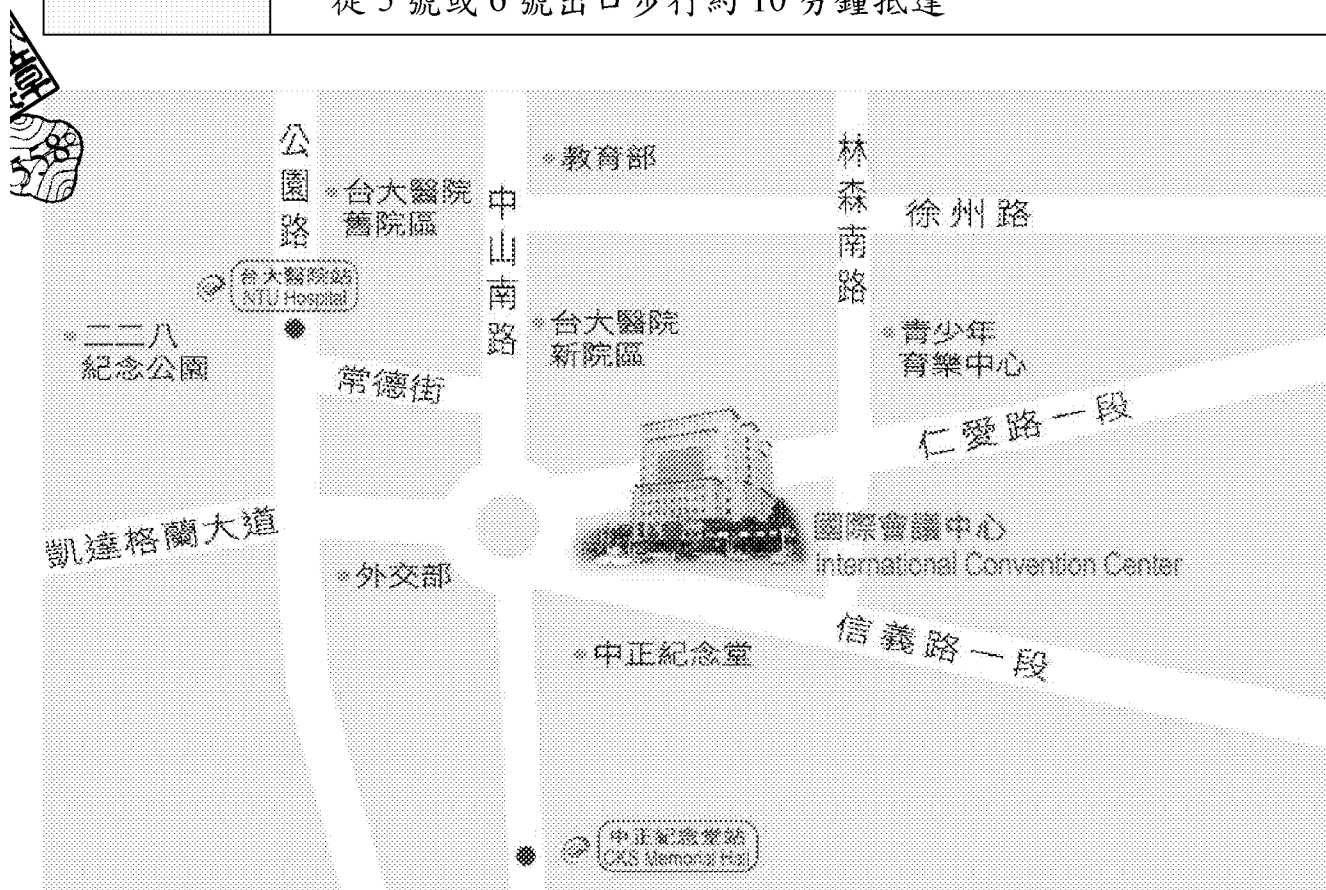 從 5 號或 6 號出口步行約 10 分鐘抵達
章
公園路
台大醫院
舊院區
中山南路
教育部
林森南路
徐州路
台大醫院站
NTU Hospital
二二八
紀念公園
常德街
台大醫院
新院區
青少年
育樂中心
仁愛路一段
凱達格蘭大道
外交部
國際會議中心
International Convention Center
中正紀念堂
信義路一段
中正紀念堂站
CKS Memorial Hall